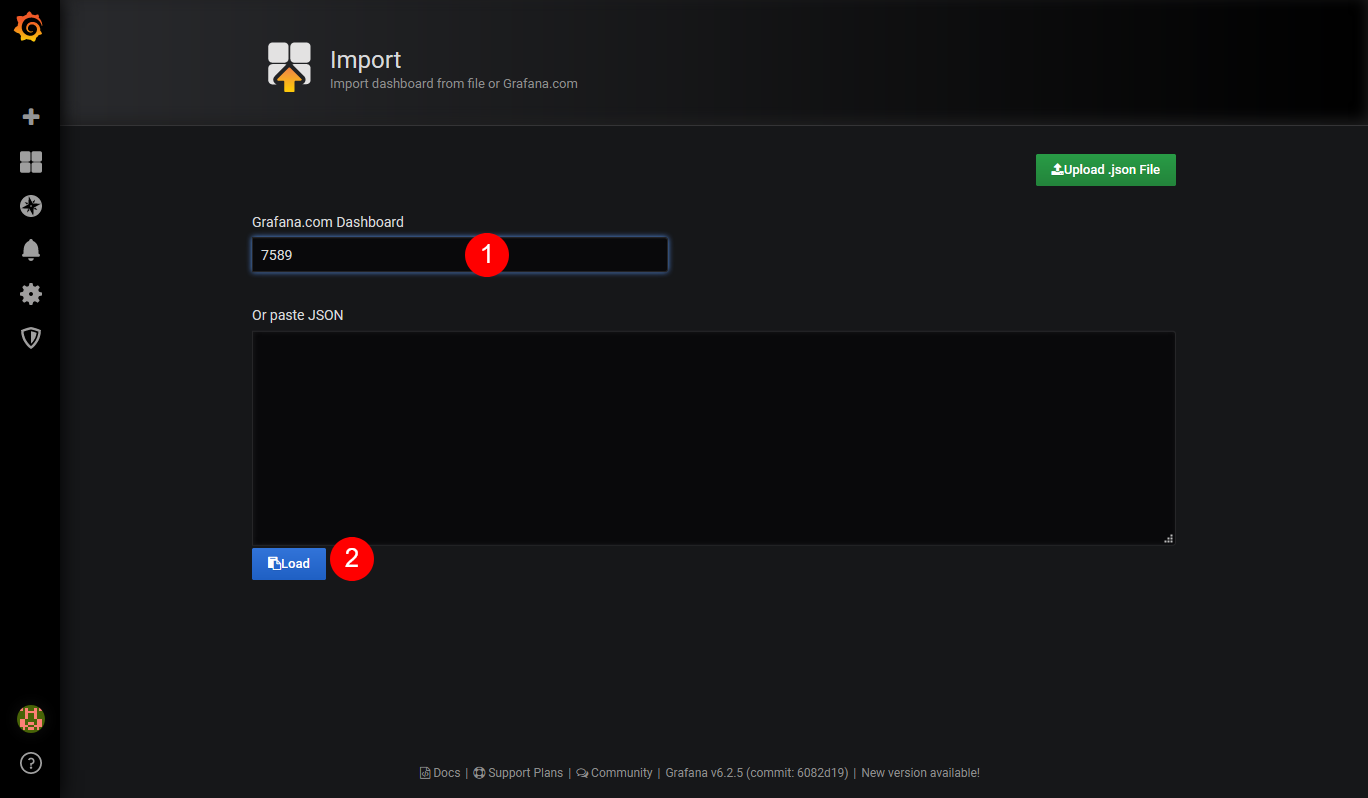 Import
Import dashboard from file or Grafana.com
Upload .json File
Grafana.com Dashboard
7589
1
Or paste JSON
Load
2
Docs | Support Plans | Community | Grafana v6.2.5 (commit: 6082d19) | New version available!
?